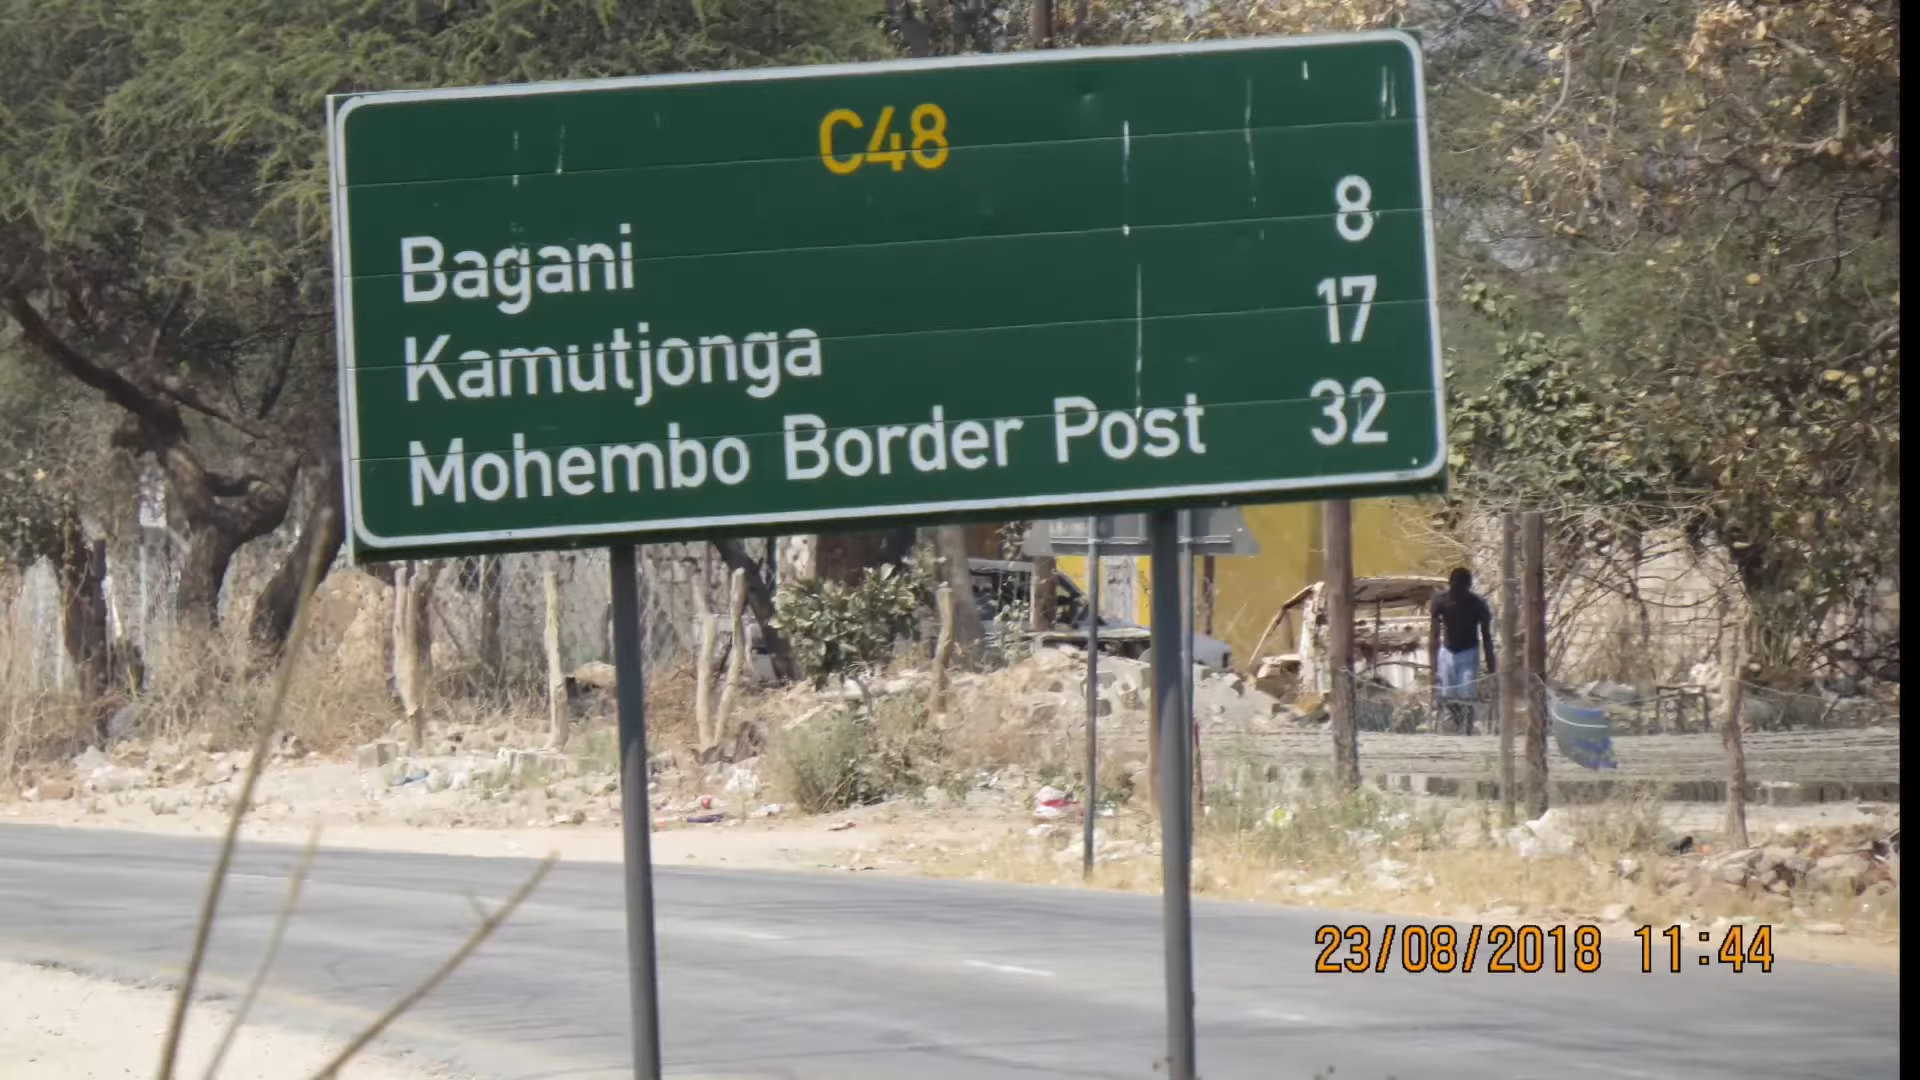 C48
Bagani 8
Kamutjonga 17
Mohembo Border Post 32
23/08/2018 11:44